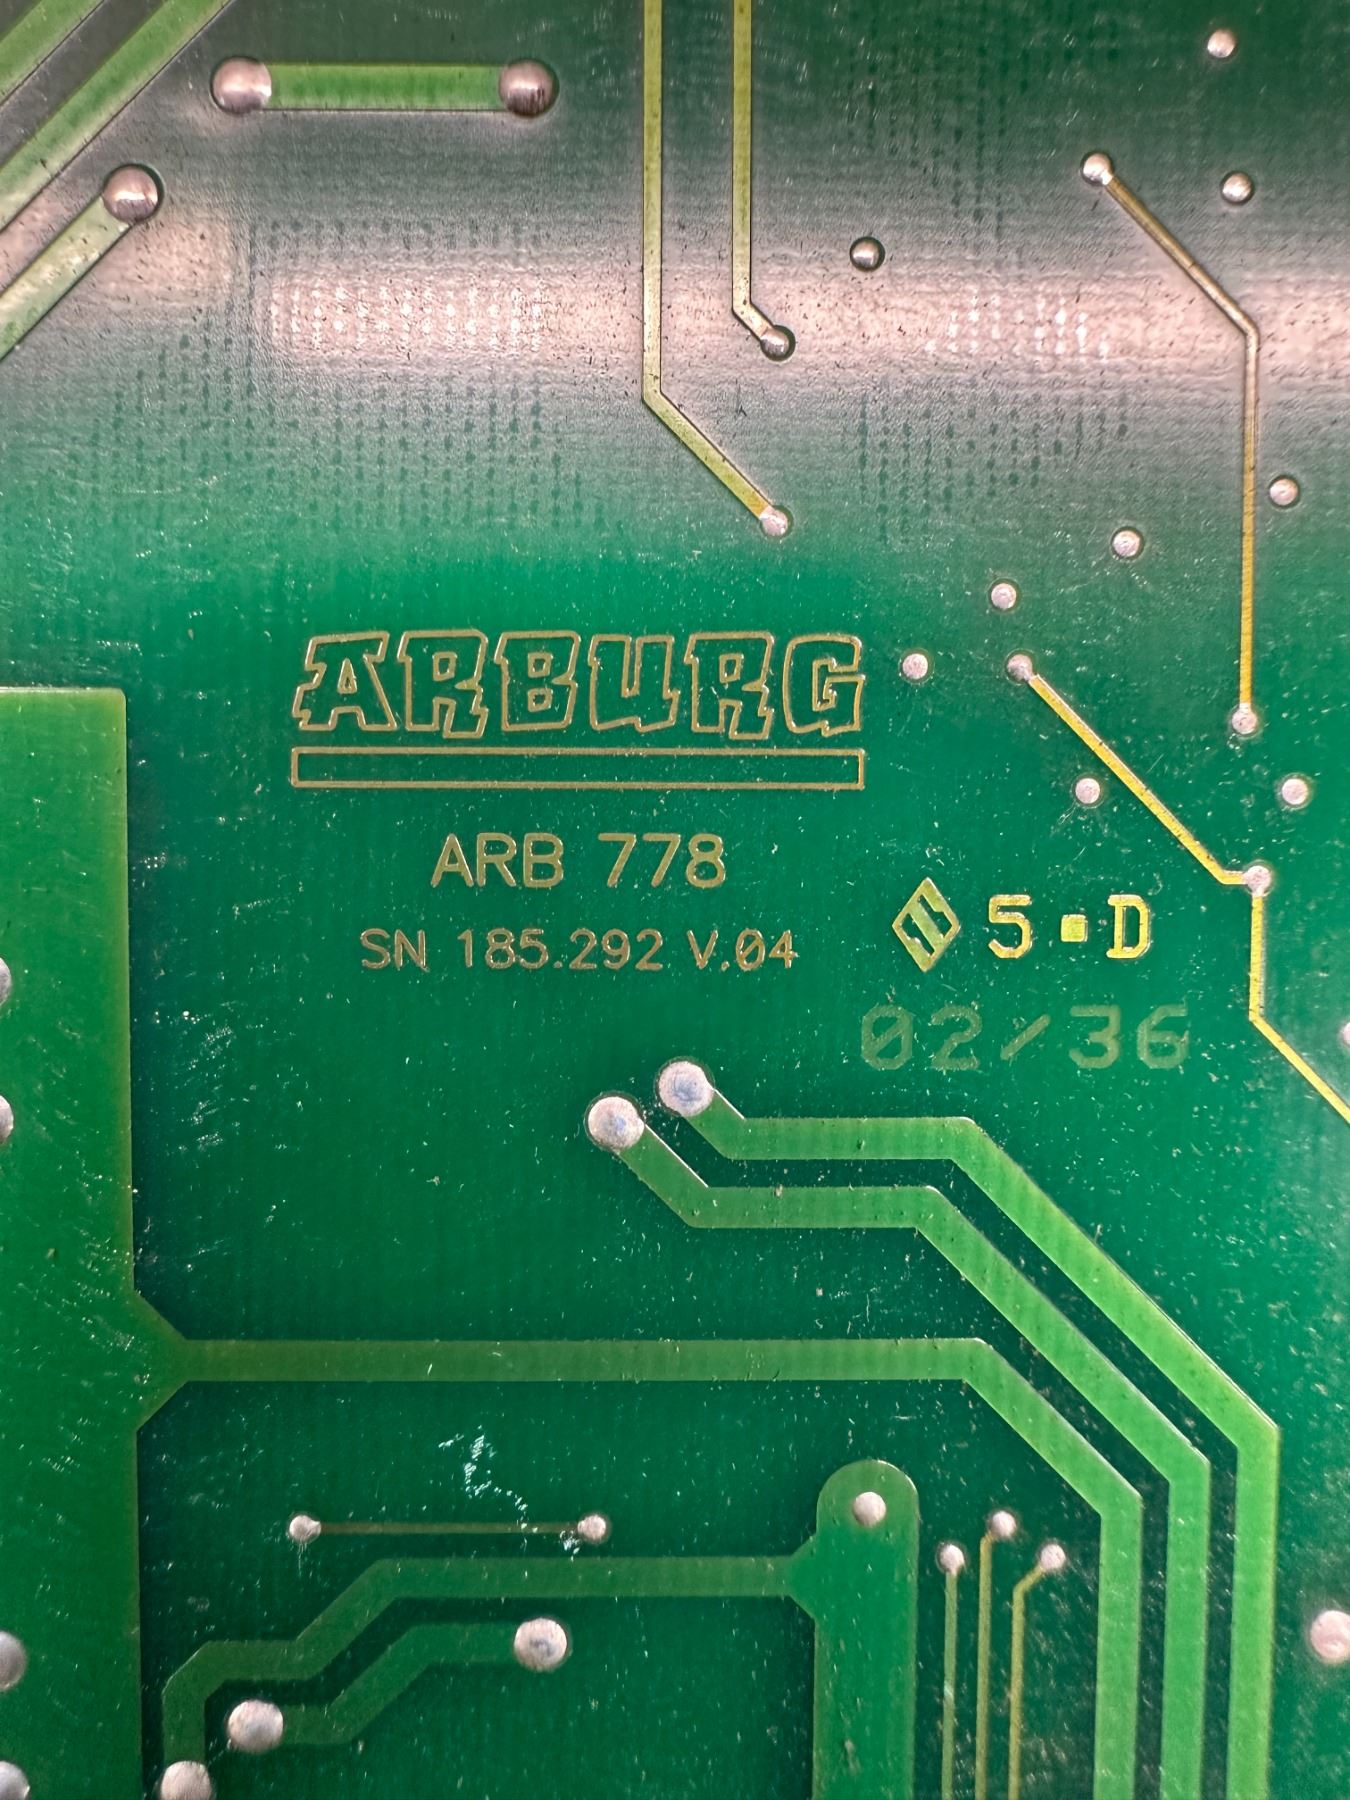 ARBURG
ARB 778
SN 185.292 V.04
5▪D
02/36